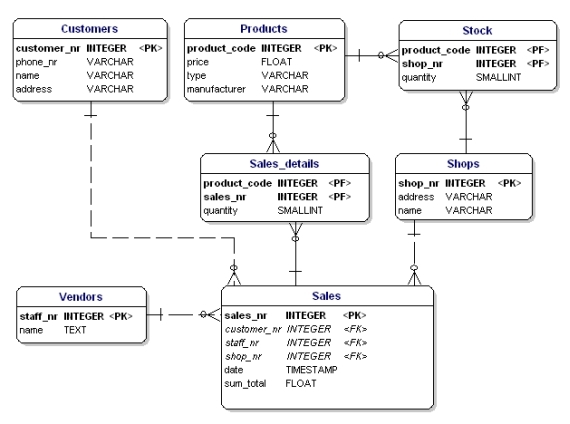 Customers
customer_nr INTEGER <PK>
phone_nr VARCHAR
name VARCHAR
address VARCHAR
Products
product_code INTEGER <PK>
price FLOAT
type VARCHAR
manufacturer VARCHAR
Stock
product_code INTEGER <PF>
shop_nr INTEGER <PF>
quantity SMALLINT
Sales_details
product_code INTEGER <PF>
sales_nr INTEGER <PF>
quantity SMALLINT
Shops
shop_nr INTEGER <PK>
address VARCHAR
name VARCHAR
Vendors
staff_nr INTEGER <PK>
name TEXT
Sales
sales_nr INTEGER <PK>
customer_nr INTEGER <FK>
staff_nr INTEGER <FK>
shop_nr INTEGER <FK>
date TIMESTAMP
sum_total FLOAT